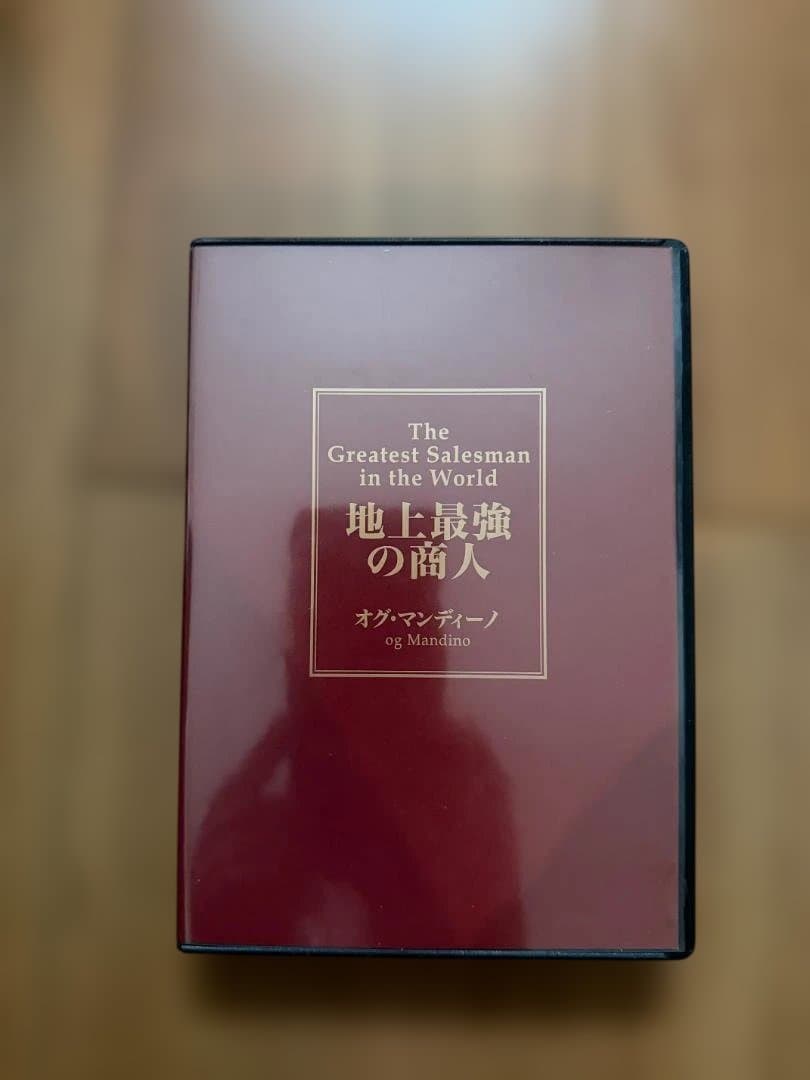 The
Greatest Salesman
in the World
地上最強
の商人
オグ・マンディーノ
og Mandino